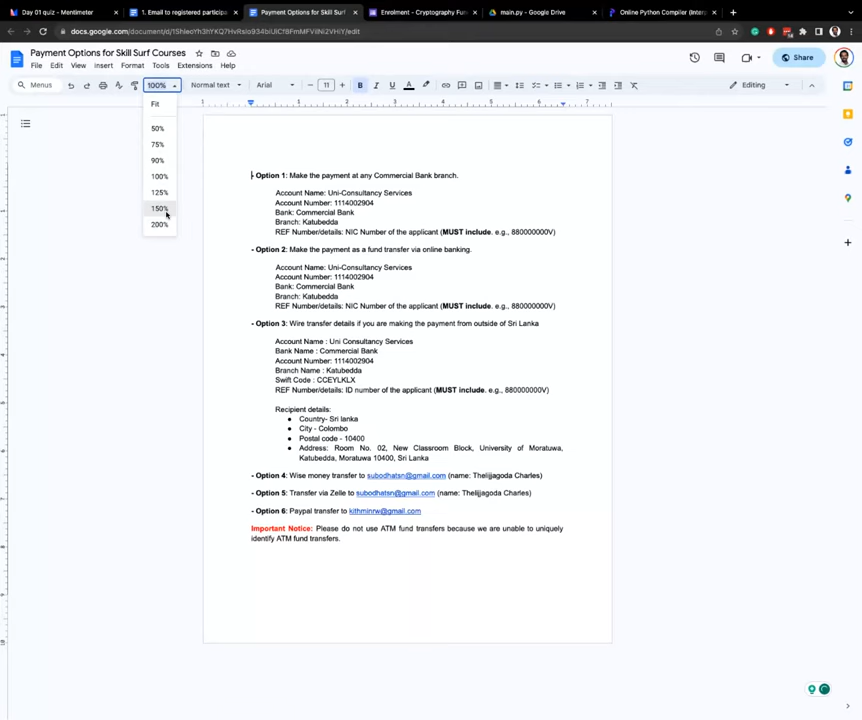 Day 01 quiz - Mentimeter
1. Email to registered participa
Payment Options for Skill Surf
Enrolment - Cryptography Fun
main.py - Google Drive
Online Python Compiler (Interp
Payment Options for Skill Surf Courses
File Edit View Insert Format Tools Extensions Help
Share
Menus
100%
Normal text
Arial
11
B
I
U
A
Editing
Fit
50%
75%
90%
100%
125%
150%
200%
- Option 1: Make the payment at any Commercial Bank branch.
Account Name: Uni-Consultancy Services
Account Number: 1114002904
Bank: Commercial Bank
Branch: Katubedda
REF Number/details: NIC Number of the applicant (MUST include. e.g., 880000000V)
- Option 2: Make the payment as a fund transfer via online banking.
Account Name: Uni-Consultancy Services
Account Number: 1114002904
Bank: Commercial Bank
Branch: Katubedda
REF Number/details: NIC Number of the applicant (MUST include. e.g., 880000000V)
- Option 3: Wire transfer details if you are making the payment from outside of Sri Lanka
Account Name : Uni Consultancy Services
Bank Name : Commercial Bank
Account Number: 1114002904
Branch Name : Katubedda
Swift Code : CCEYLKLX
REF Number/details: ID number of the applicant (MUST include. e.g., 880000000V)
Recipient details:
● Country- Sri lanka
● City - Colombo
● Postal code - 10400
● Address: Room No. 02, New Classroom Block, University of Moratuwa,
Katubedda, Moratuwa 10400, Sri Lanka
- Option 4: Wise money transfer to subodhatsn@gmail.com (name: Thelijjagoda Charles)
- Option 5: Transfer via Zelle to subodhatsn@gmail.com (name: Thelijjagoda Charles)
- Option 6: Paypal transfer to kithminrw@gmail.com
Important Notice: Please do not use ATM fund transfers because we are unable to uniquely
identify ATM fund transfers.